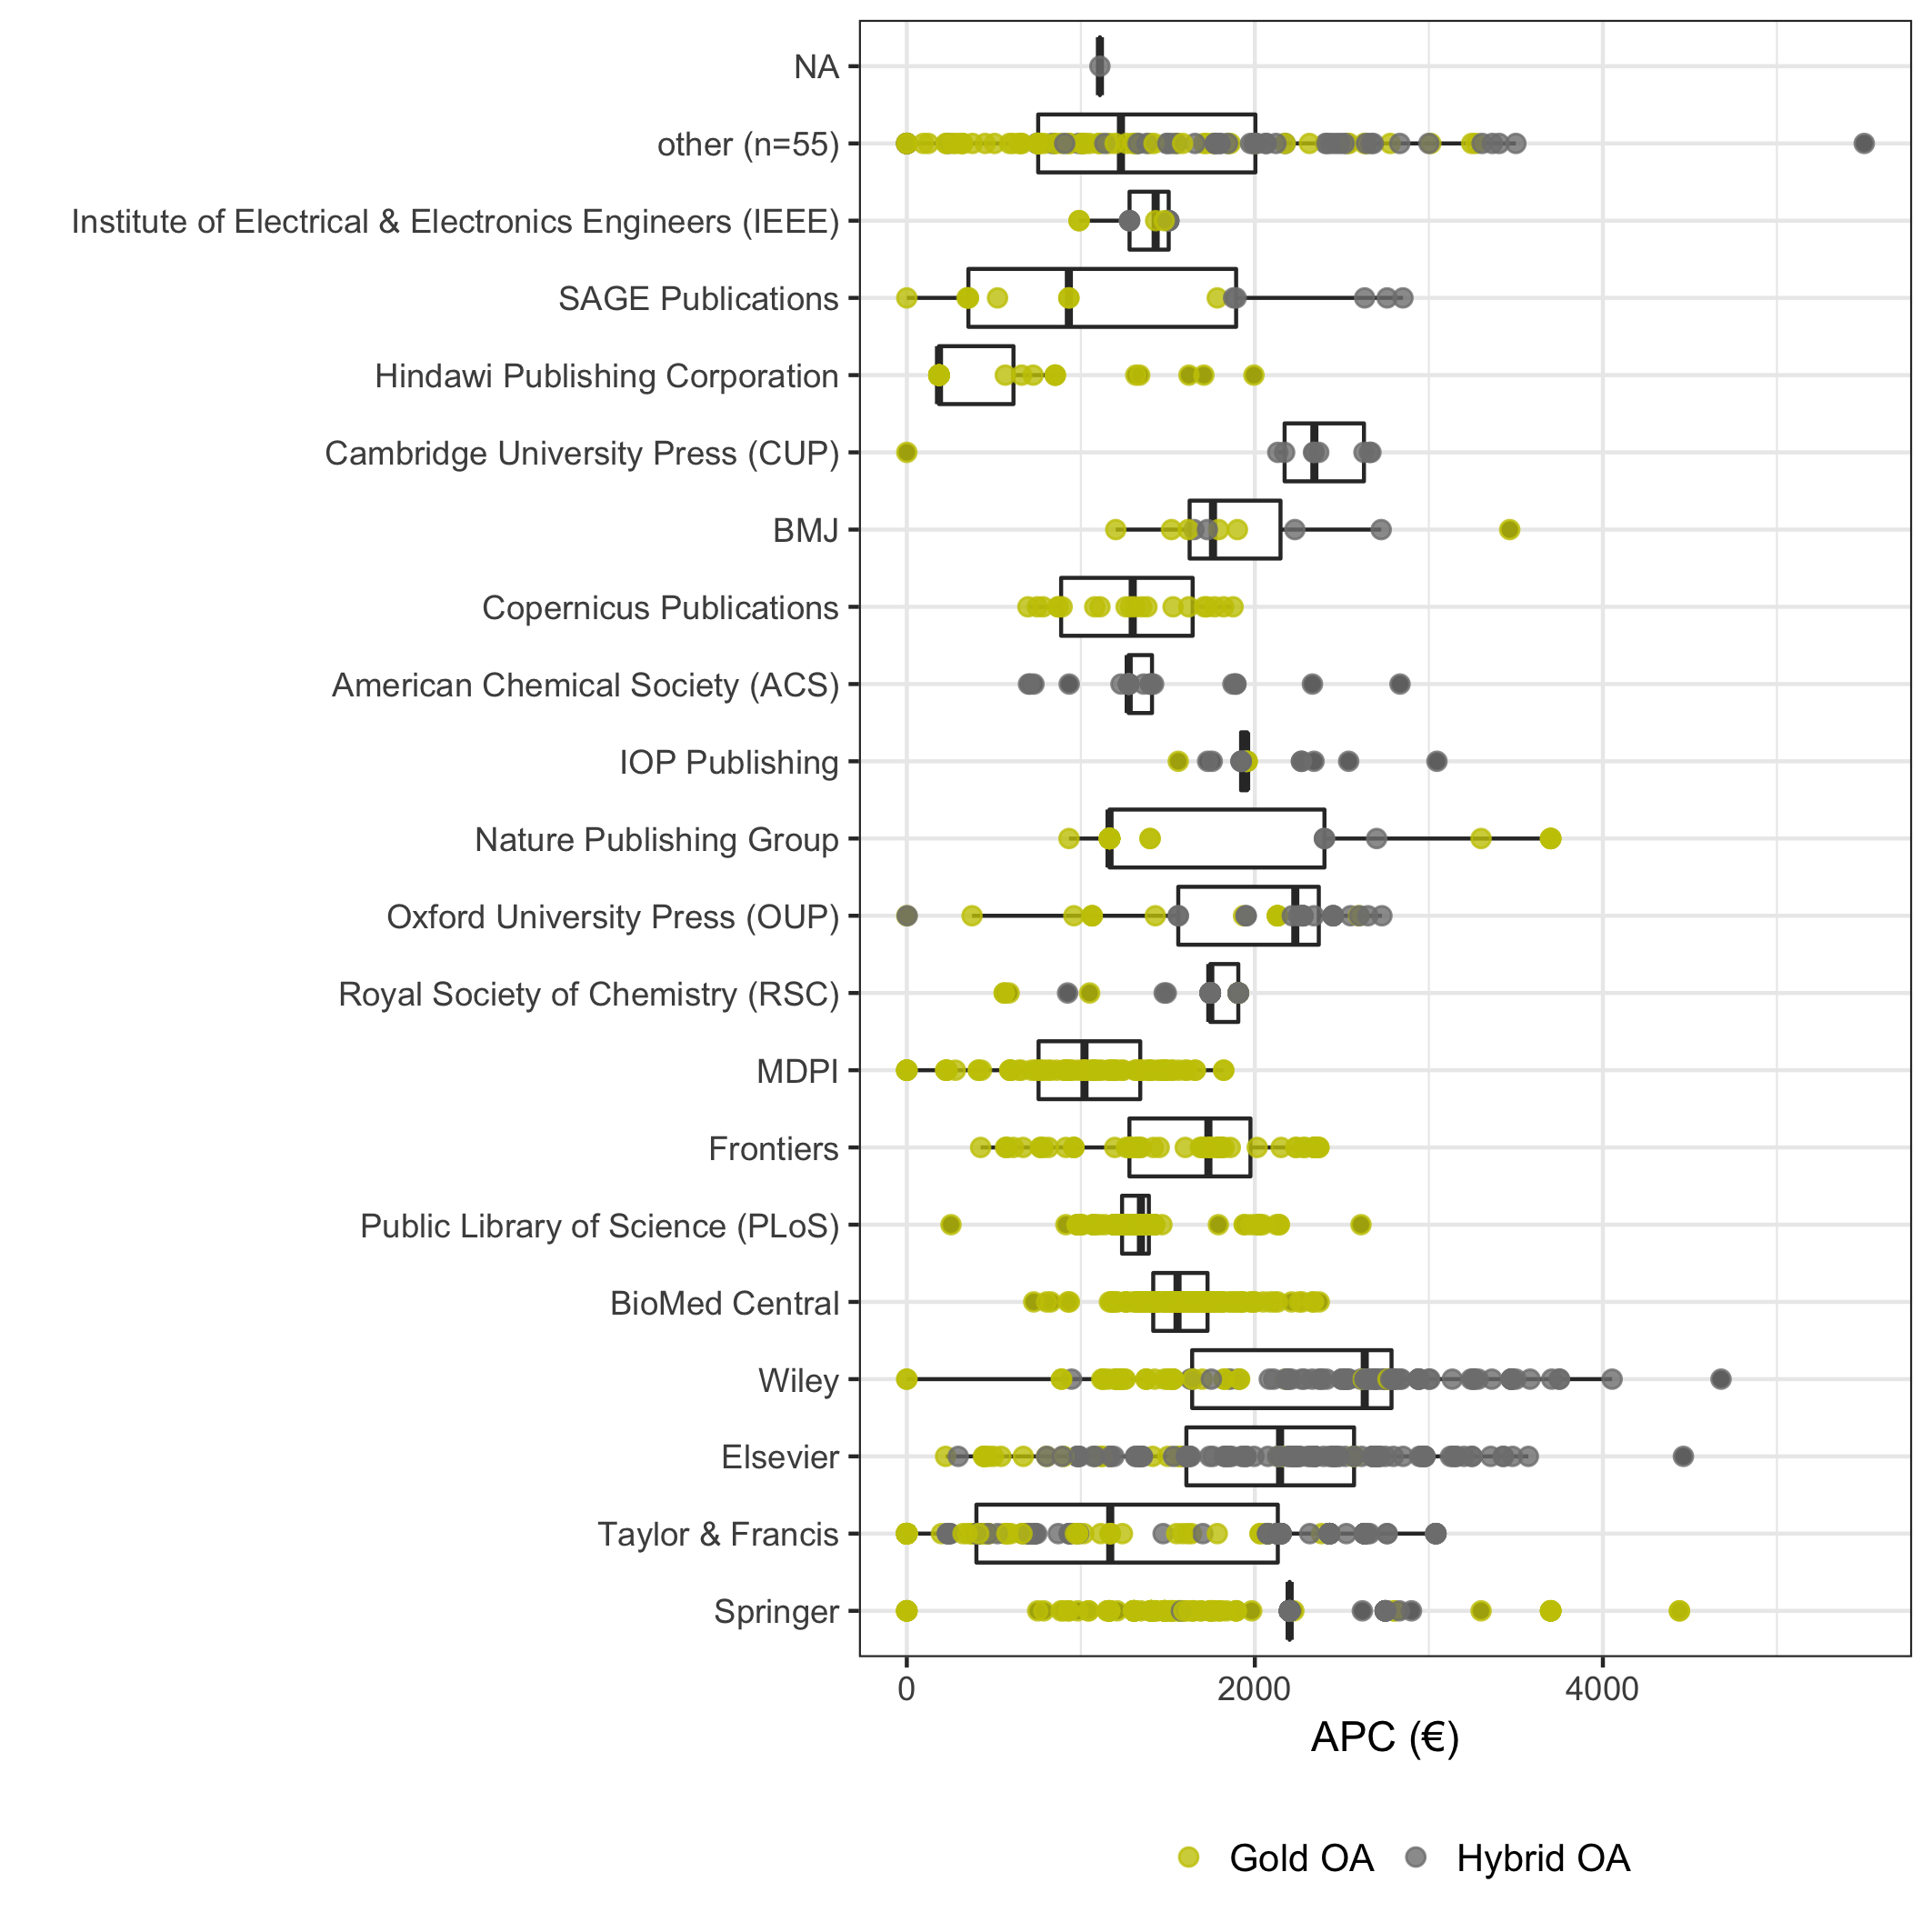 NA
other (n=55)
Institute of Electrical & Electronics Engineers (IEEE)
SAGE Publications
Hindawi Publishing Corporation
Cambridge University Press (CUP)
BMJ
Copernicus Publications
American Chemical Society (ACS)
IOP Publishing
Nature Publishing Group
Oxford University Press (OUP)
Royal Society of Chemistry (RSC)
MDPI
Frontiers
Public Library of Science (PLoS)
BioMed Central
Wiley
Elsevier
Taylor & Francis
Springer
0 2000 4000
APC (€)
Gold OA Hybrid OA